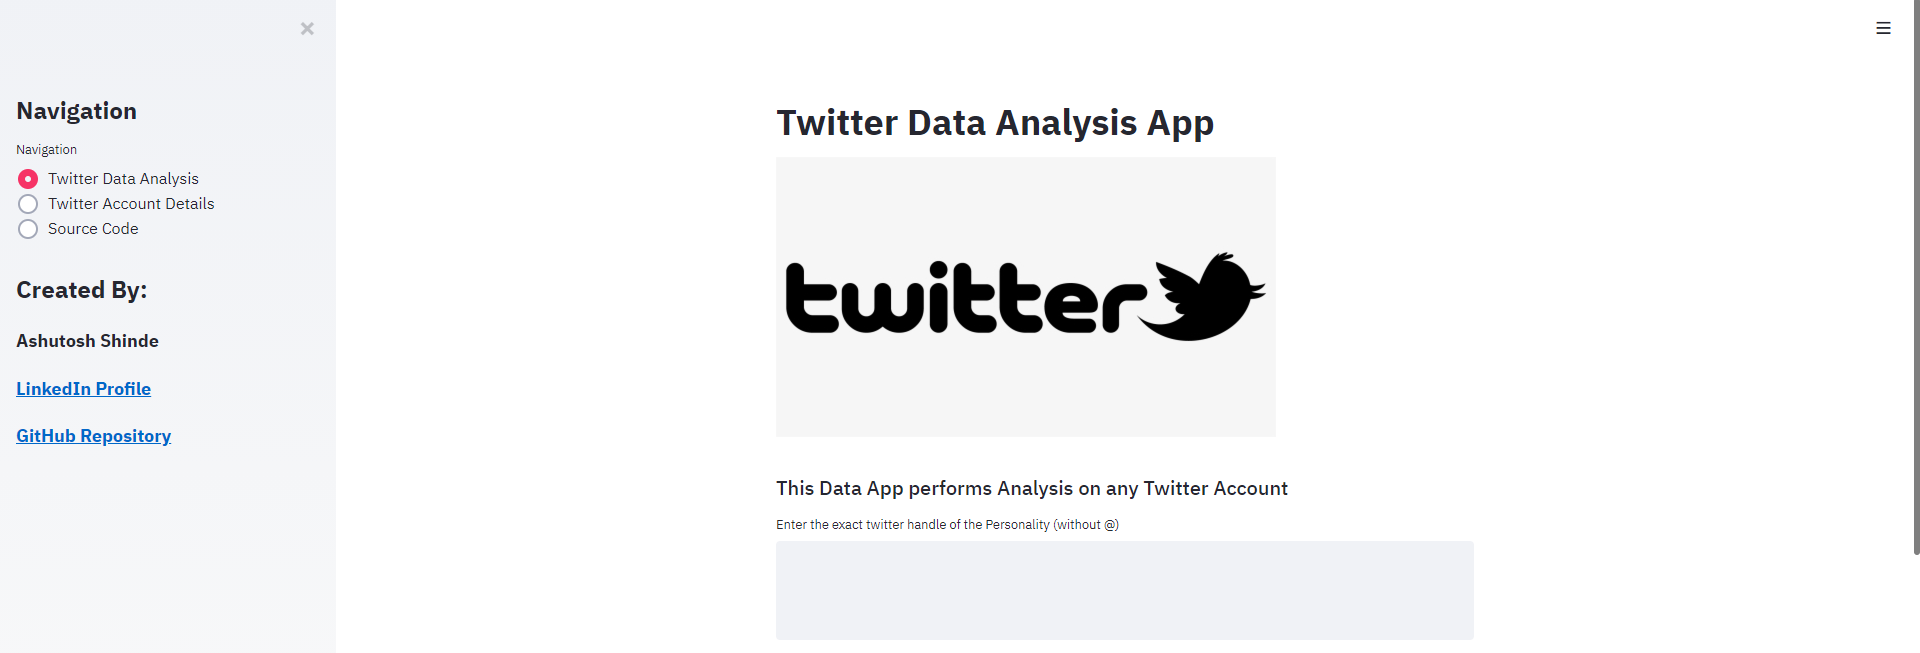 Navigation
Navigation
Twitter Data Analysis
Twitter Account Details
Source Code
Created By:
Ashutosh Shinde
LinkedIn Profile
GitHub Repository
Twitter Data Analysis App
twitter
This Data App performs Analysis on any Twitter Account
Enter the exact twitter handle of the Personality (without @)